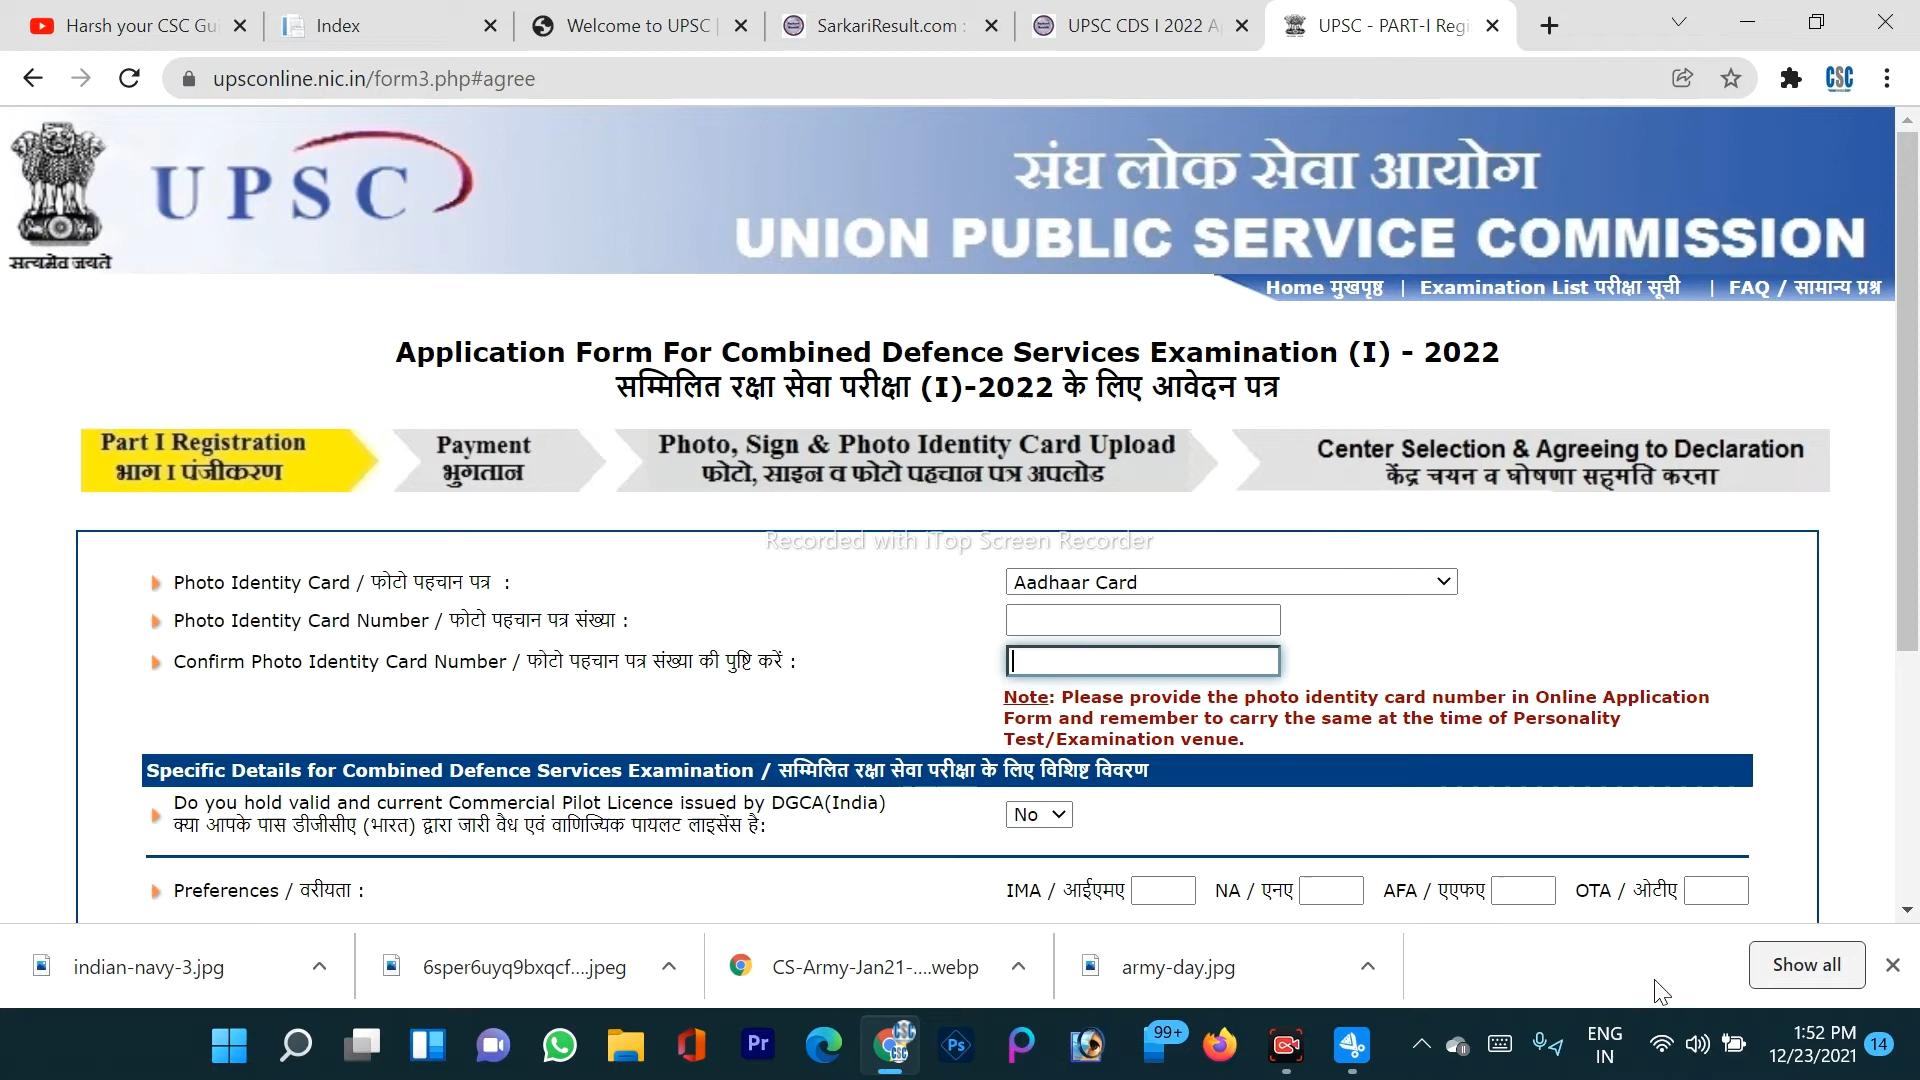 Harsh your CSC Gu
Index
Welcome to UPSC |
SarkariResult.com :
UPSC CDS I 2022 A
UPSC - PART-I Regi
upsconline.nic.in/form3.php#agree
CSC
UPSC
सत्यमेव जयते
संघ लोक सेवा आयोग
UNION PUBLIC SERVICE COMMISSION
Home मुखपृष्ठ | Examination List परीक्षा सूची | FAQ / सामान्य प्रश्न
Application Form For Combined Defence Services Examination (I) - 2022
सम्मिलित रक्षा सेवा परीक्षा (I)-2022 के लिए आवेदन पत्र
Part I Registration
भाग I पंजीकरण
Payment
भुगतान
Photo, Sign & Photo Identity Card Upload
फोटो, साइन व फोटो पहचान पत्र अपलोड
Center Selection & Agreeing to Declaration
केंद्र चयन व घोषणा सहमति करना
Recorded with iTop Screen Recorder
Photo Identity Card / फोटो पहचान पत्र : Aadhaar Card
Photo Identity Card Number / फोटो पहचान पत्र संख्या :
Confirm Photo Identity Card Number / फोटो पहचान पत्र संख्या की पुष्टि करें :
Note: Please provide the photo identity card number in Online Application
Form and remember to carry the same at the time of Personality
Test/Examination venue.
Specific Details for Combined Defence Services Examination / सम्मिलित रक्षा सेवा परीक्षा के लिए विशिष्ट विवरण
Do you hold valid and current Commercial Pilot Licence issued by DGCA(India)
क्या आपके पास डीजीसीए (भारत) द्वारा जारी वैध एवं वाणिज्यिक पायलट लाइसेंस है:
No
Preferences / वरीयता : IMA / आईएमए NA / एनए AFA / एएफए OTA / ओटीए
indian-navy-3.jpg
6sper6uyq9bxqcf....jpeg
CS-Army-Jan21-....webp
army-day.jpg
Show all
Pr
CSC
CSC
Ps
99+
ENG
IN
1:52 PM
12/23/2021
14